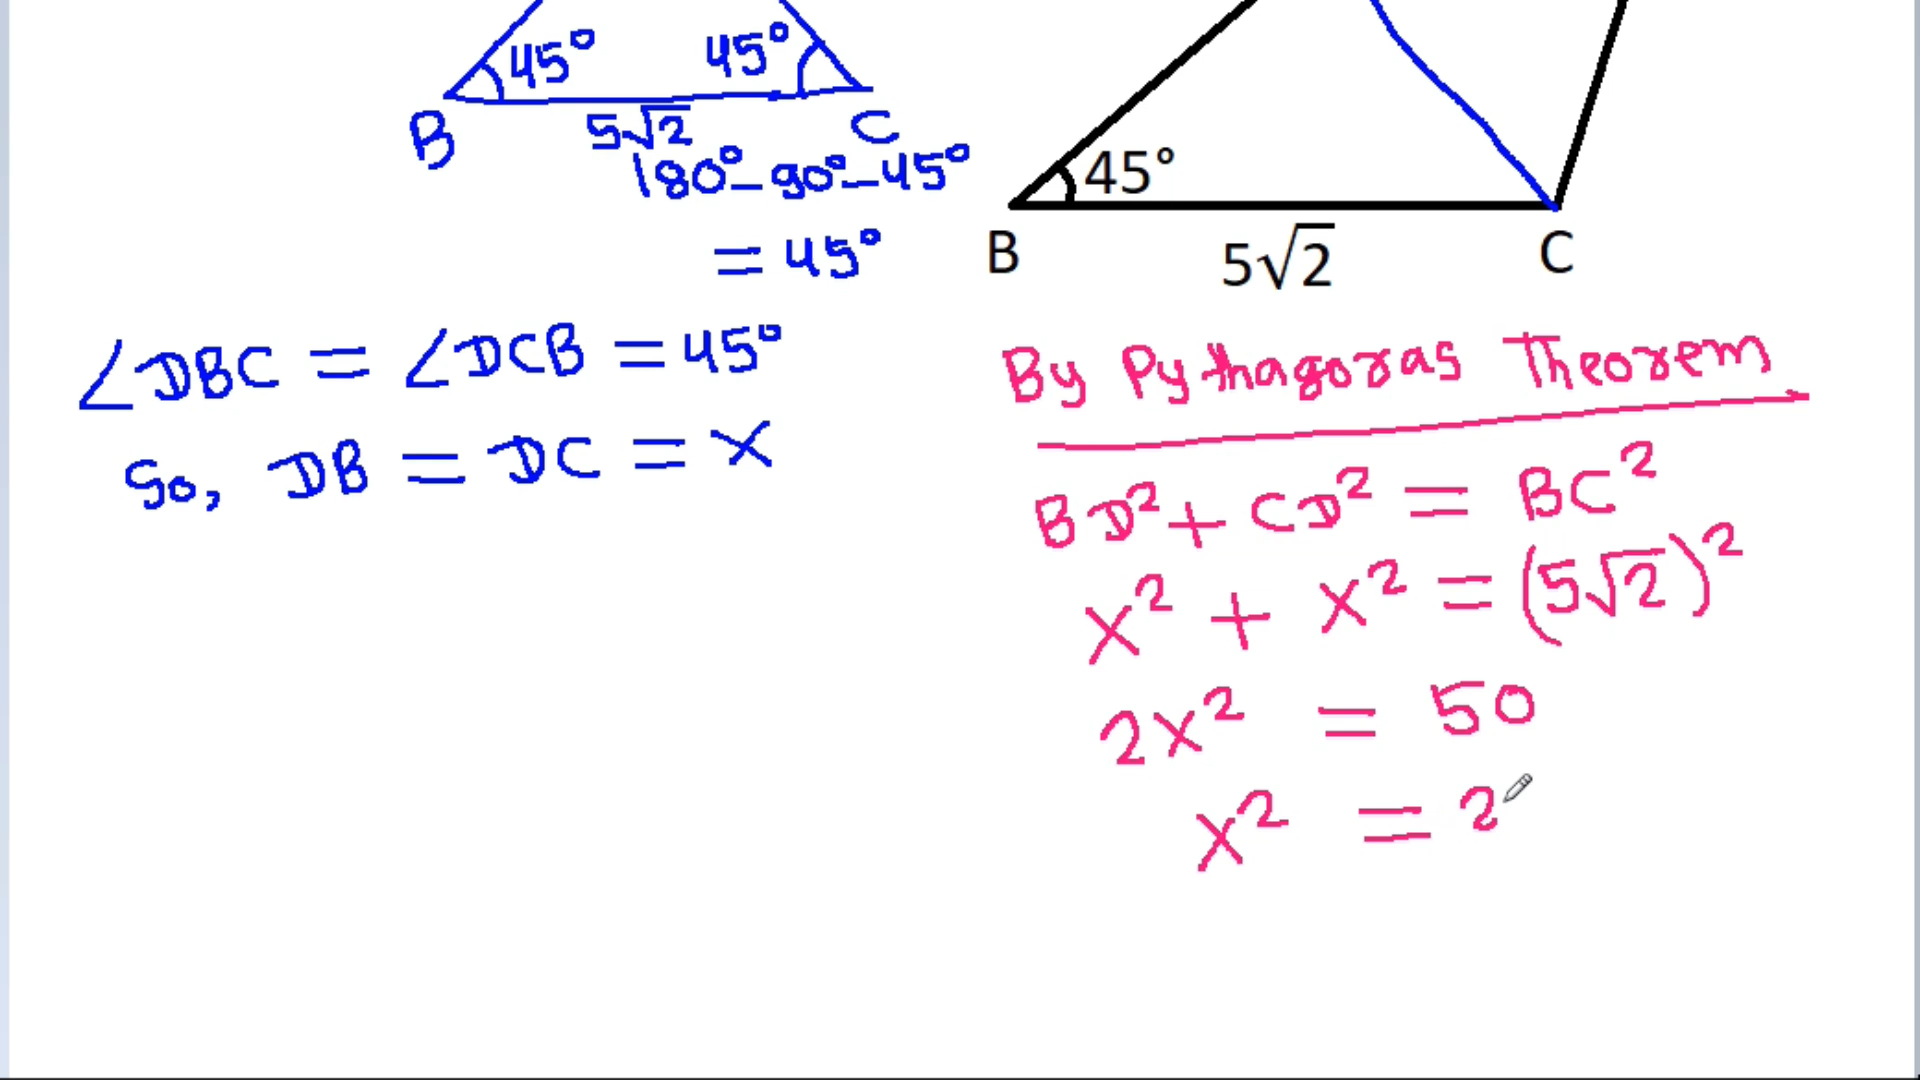 45° 45°
B 5√2 C
180° - 90° - 45°
= 45°
45°
B 5√2 C
∠DBC = ∠DCB = 45°
So, DB = DC = x
By Pythagoras Theorem
BD² + CD² = BC²
x² + x² = (5√2)²
2x² = 50
x² = 2